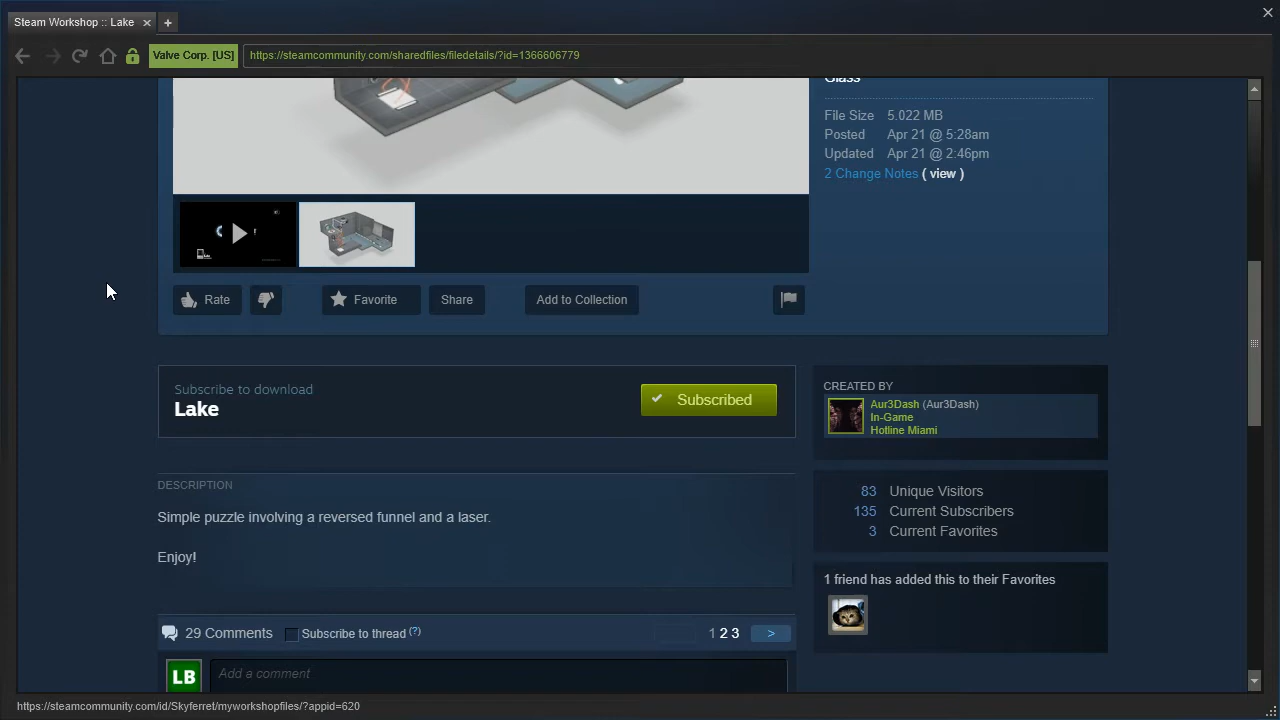 Steam Workshop :: Lake
Valve Corp. [US]
https://steamcommunity.com/sharedfiles/filedetails/?id=1366606779
Glass
File Size 5.022 MB
Posted Apr 21 @ 5:28am
Updated Apr 21 @ 2:46pm
2 Change Notes ( view )
Rate
Favorite
Share
Add to Collection
Subscribe to download
Lake
Subscribed
CREATED BY
Aur3Dash (Aur3Dash)
In-Game
Hotline Miami
DESCRIPTION
Simple puzzle involving a reversed funnel and a laser.
Enjoy!
83 Unique Visitors
135 Current Subscribers
3 Current Favorites
1 friend has added this to their Favorites
29 Comments Subscribe to thread (?) 1 2 3 >
LB Add a comment
https://steamcommunity.com/id/Skyferret/myworkshopfiles/?appid=620